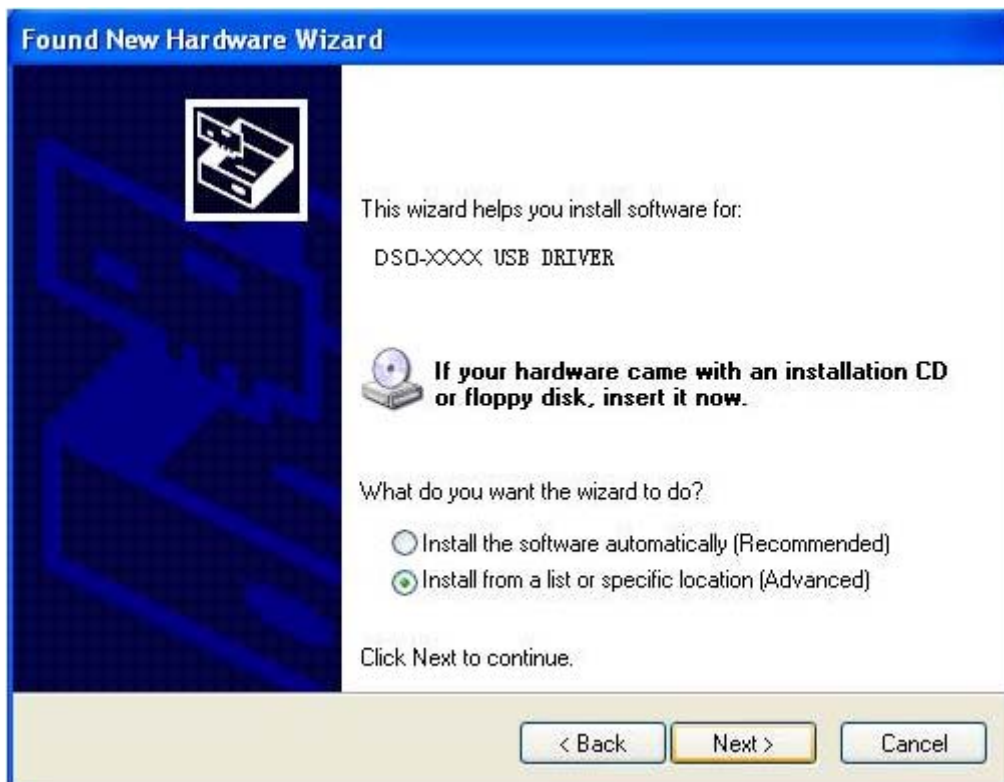 Found New Hardware Wizard
This wizard helps you install software for:
DSO-XXXX USB DRIVER
If your hardware came with an installation CD
or floppy disk, insert it now.
What do you want the wizard to do?
Install the software automatically (Recommended)
Install from a list or specific location (Advanced)
Click Next to continue.
< Back Next > Cancel